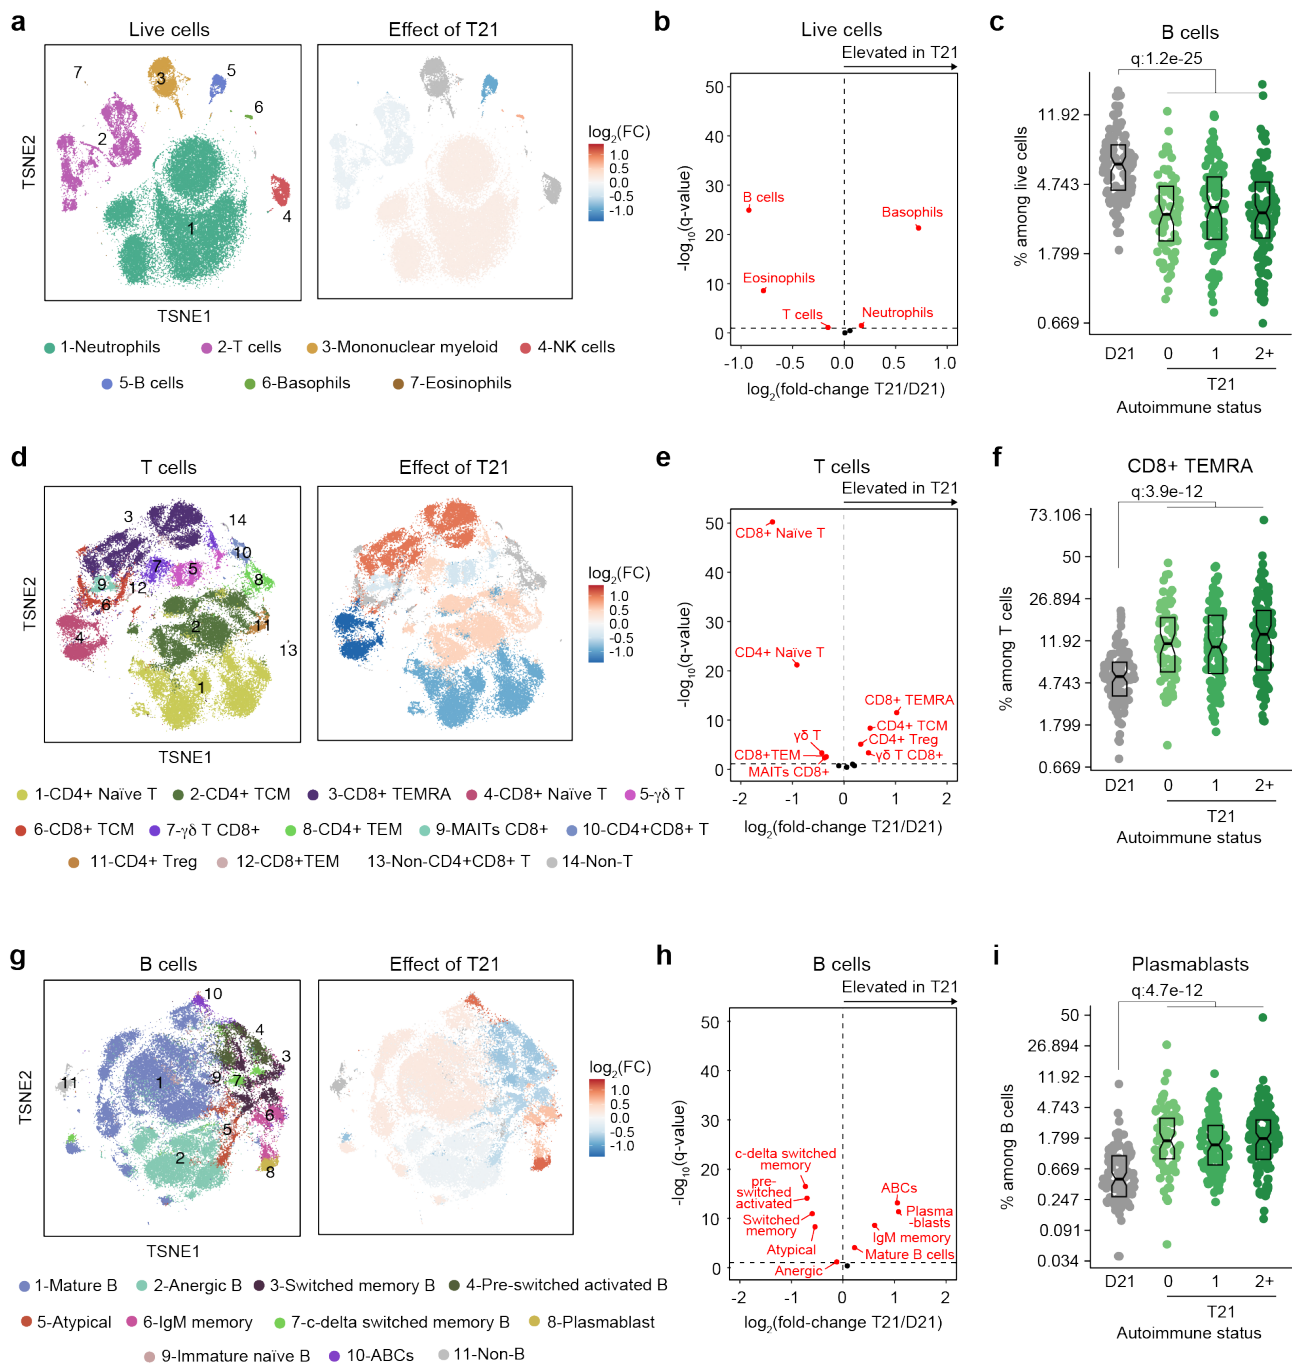 a
Live cells
Effect of T21
TSNE2
7
3
5
6
2
1
4
TSNE1
log2(FC)
1.0
0.5
0.0
-0.5
-1.0
1-Neutrophils
2-T cells
3-Mononuclear myeloid
4-NK cells
5-B cells
6-Basophils
7-Eosinophils
b
Live cells
Elevated in T21
-log10(q-value)
50
40
30
20
10
0
B cells
Basophils
Eosinophils
T cells
Neutrophils
-1.0
-0.5
0.0
0.5
1.0
log2(fold-change T21/D21)
c
B cells
q:1.2e-25
% among live cells
11.92
4.743
1.799
0.669
D21
0
1
2+
T21
Autoimmune status
d
T cells
Effect of T21
TSNE2
3
14
10
7
5
8
9
12
6
4
2
11
13
1
TSNE1
log2(FC)
1.5
1.0
0.5
0.0
-0.5
-1.0
-1.5
1-CD4+ Naïve T
2-CD4+ TCM
3-CD8+ TEMRA
4-CD8+ Naïve T
5-γδ T
6-CD8+ TCM
7-γδ T CD8+
8-CD4+ TEM
9-MAITs CD8+
10-CD4+CD8+ T
11-CD4+ Treg
12-CD8+TEM
13-Non-CD4+CD8+ T
14-Non-T
e
T cells
Elevated in T21
-log10(q-value)
50
40
30
20
10
0
CD8+ Naïve T
CD4+ Naïve T
CD8+ TEMRA
CD4+ TCM
γδ T
CD4+ Treg
CD8+TEM
γδ T CD8+
MAITs CD8+
-2
-1
0
1
2
log2(fold-change T21/D21)
f
CD8+ TEMRA
q:3.9e-12
% among T cells
73.106
50
26.894
11.92
4.743
1.799
0.669
D21
0
1
2+
T21
Autoimmune status
g
B cells
Effect of T21
TSNE2
10
4
3
11
1
9
7
6
5
2
8
TSNE1
log2(FC)
1.0
0.5
0.0
-0.5
-1.0
1-Mature B
2-Anergic B
3-Switched memory B
4-Pre-switched activated B
5-Atypical
6-IgM memory
7-c-delta switched memory B
8-Plasmablast
9-Immature naïve B
10-ABCs
11-Non-B
h
B cells
Elevated in T21
-log10(q-value)
50
40
30
20
10
0
c-delta switched
memory
pre-
switched
activated
Switched
memory
Atypical
Anergic
ABCs
Plasma
-blasts
IgM memory
Mature B cells
-2
-1
0
1
2
log2(fold-change T21/D21)
i
Plasmablasts
q:4.7e-12
% among B cells
50
26.894
11.92
4.743
1.799
0.669
0.247
0.091
0.034
D21
0
1
2+
T21
Autoimmune status